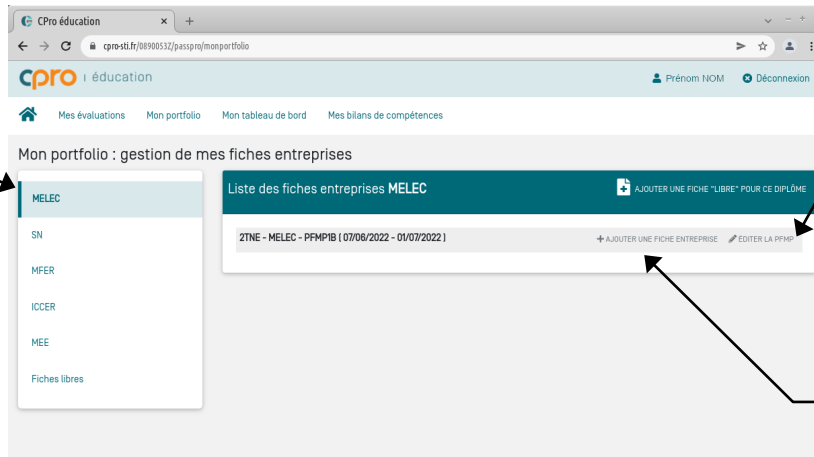 CPro éducation
cpro-sti.fr/0890053Z/passpro/monportfolio
cpro éducation
Prénom NOM Déconnexion
Mes évaluations Mon portfolio Mon tableau de bord Mes bilans de compétences
Mon portfolio : gestion de mes fiches entreprises
MELEC
SN
MFER
ICCER
MEE
Fiches libres
Liste des fiches entreprises MELEC
AJOUTER UNE FICHE "LIBRE" POUR CE DIPLÔME
2TNE - MELEC - PFMP1B ( 07/06/2022 - 01/07/2022 )
AJOUTER UNE FICHE ENTREPRISE EDITER LA PFMP